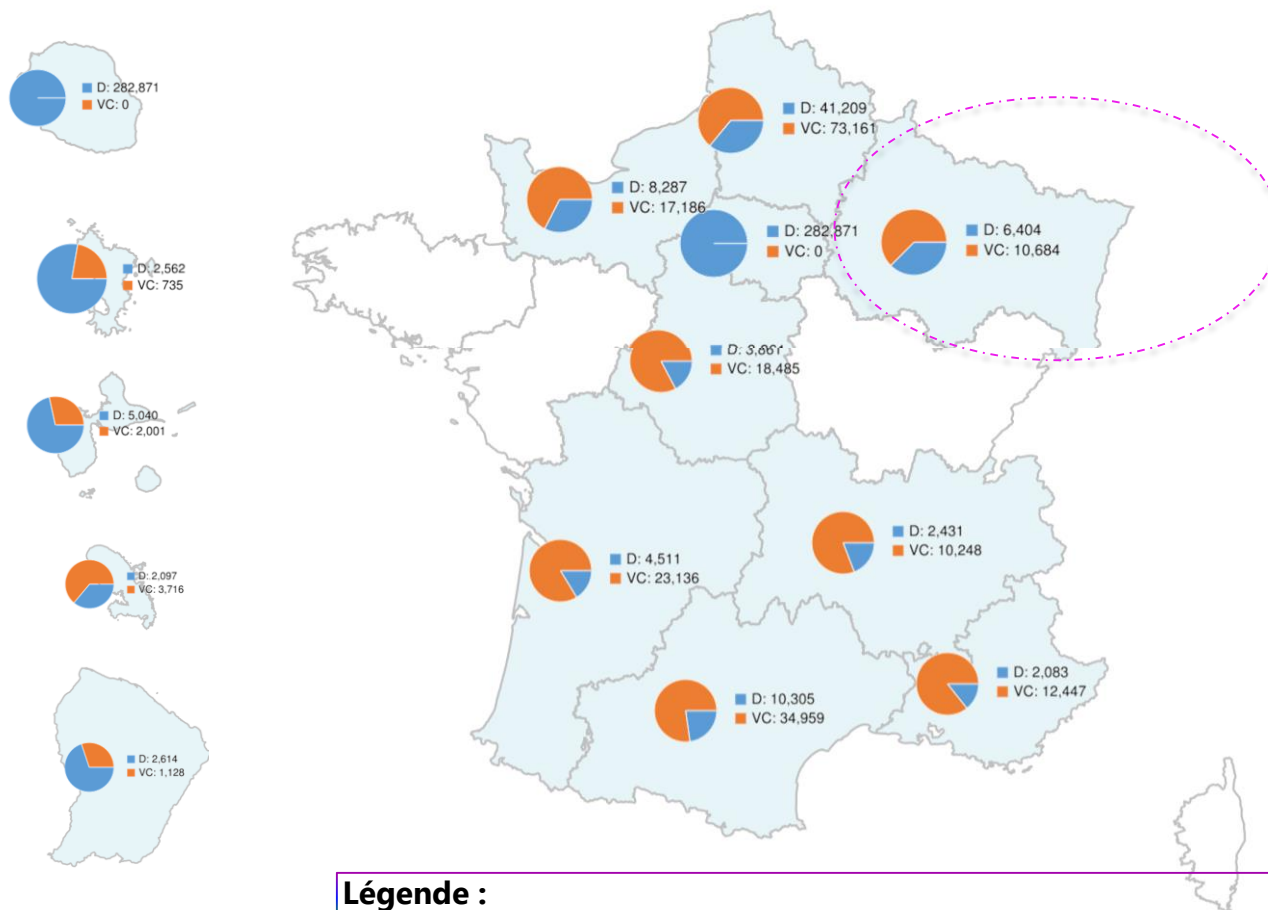 D: 282,871
VC: 0
D: 2,562
VC: 735
D: 5,040
VC: 2,001
D: 2,097
VC: 3,716
D: 2,614
VC: 1,128
D: 41,209
VC: 73,161
D: 8,287
VC: 17,186
D: 282,871
VC: 0
D: 6,404
VC: 10,684
D:
VC: 18,485
D: 2,431
VC: 10,248
D: 4,511
VC: 23,136
D: 2,083
VC: 12,447
D: 10,305
VC: 34,959
Légende :